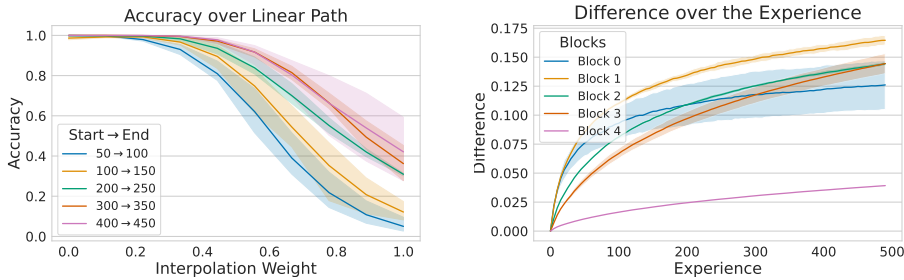 Accuracy over Linear Path
Accuracy
1.0
0.8
0.6
0.4
0.2
0.0
Start→End
50→100
100→150
200→250
300→350
400→450
0.0 0.2 0.4 0.6 0.8 1.0
Interpolation Weight
Difference over the Experience
Difference
0.175
0.150
0.125
0.100
0.075
0.050
0.025
0.000
Blocks
Block 0
Block 1
Block 2
Block 3
Block 4
0 100 200 300 400 500
Experience